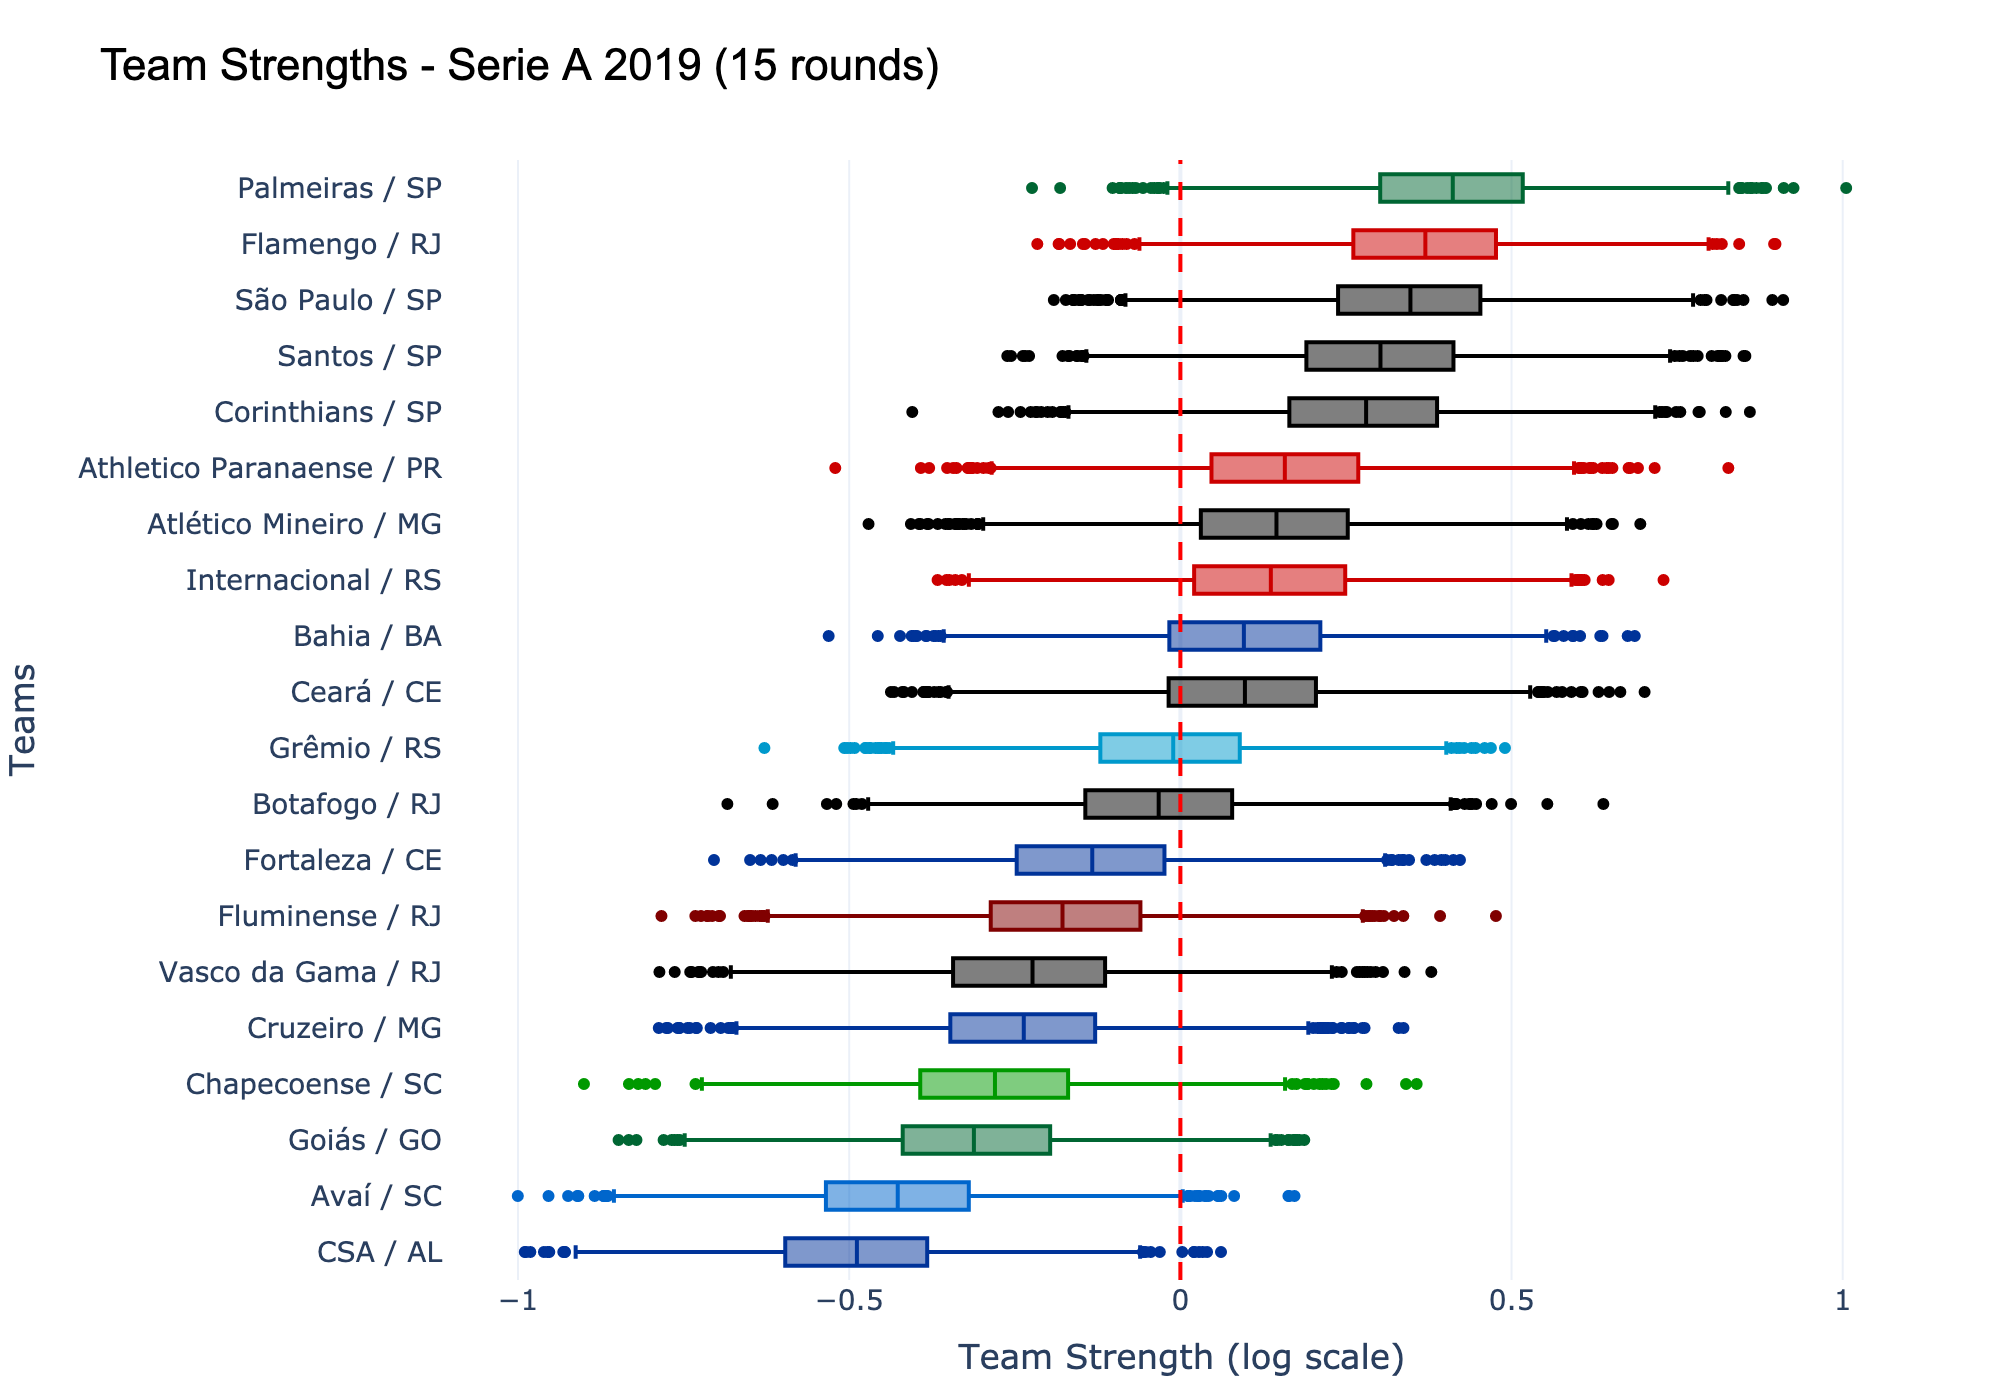 Team Strengths - Serie A 2019 (15 rounds)
Palmeiras / SP
Flamengo / RJ
São Paulo / SP
Santos / SP
Corinthians / SP
Athletico Paranaense / PR
Atlético Mineiro / MG
Internacional / RS
Bahia / BA
Ceará / CE
Grêmio / RS
Botafogo / RJ
Fortaleza / CE
Fluminense / RJ
Vasco da Gama / RJ
Cruzeiro / MG
Chapecoense / SC
Goiás / GO
Avaí / SC
CSA / AL
Teams
−1 −0.5 0 0.5 1
Team Strength (log scale)